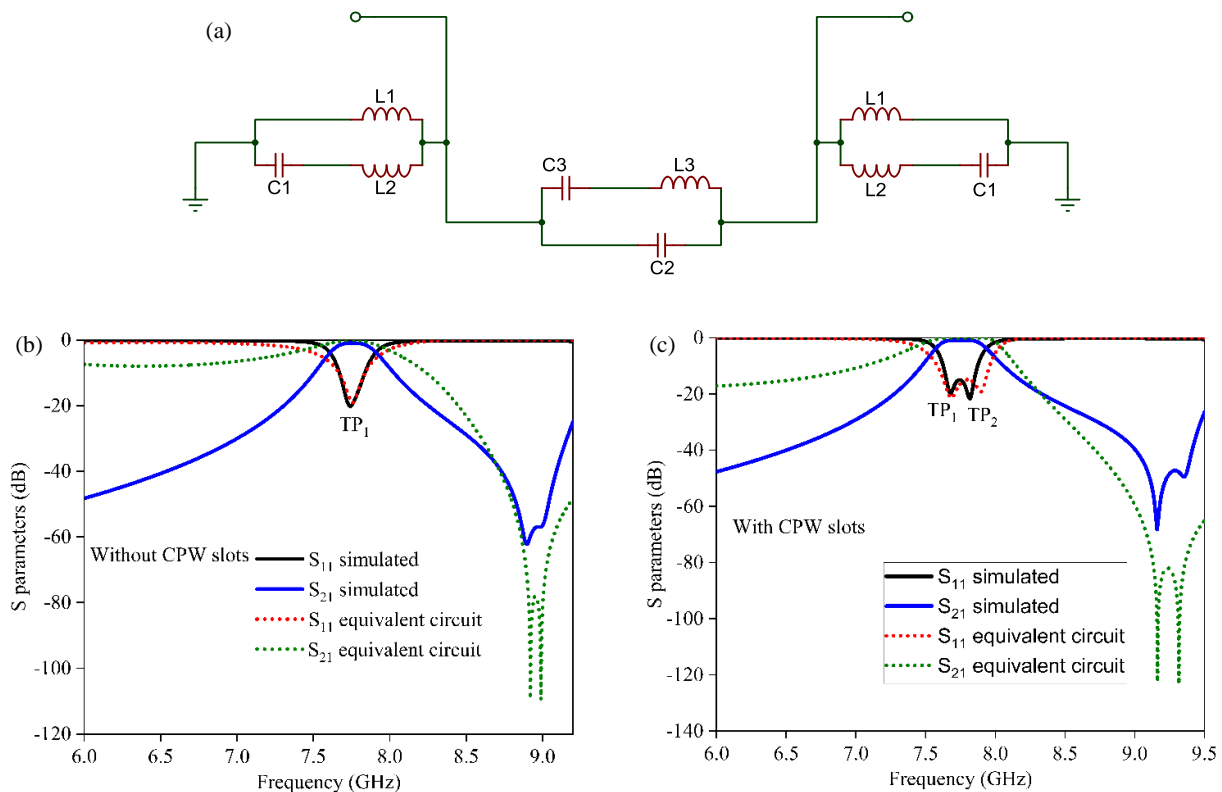 (a)
L1
C1
L2
C3
L3
C2
L1
L2
C1
(b)
S parameters (dB)
0
-20
-40
-60
-80
-100
-120
TP1
Without CPW slots
S11 simulated
S21 simulated
S11 equivalent circuit
S21 equivalent circuit
6.0 6.5 7.0 7.5 8.0 8.5 9.0
Frequency (GHz)
(c)
S parameters (dB)
0
-20
-40
-60
-80
-100
-120
-140
TP1 TP2
With CPW slots
S11 simulated
S21 simulated
S11 equivalent circuit
S21 equivalent circuit
6.0 6.5 7.0 7.5 8.0 8.5 9.0 9.5
Frequency (GHz)